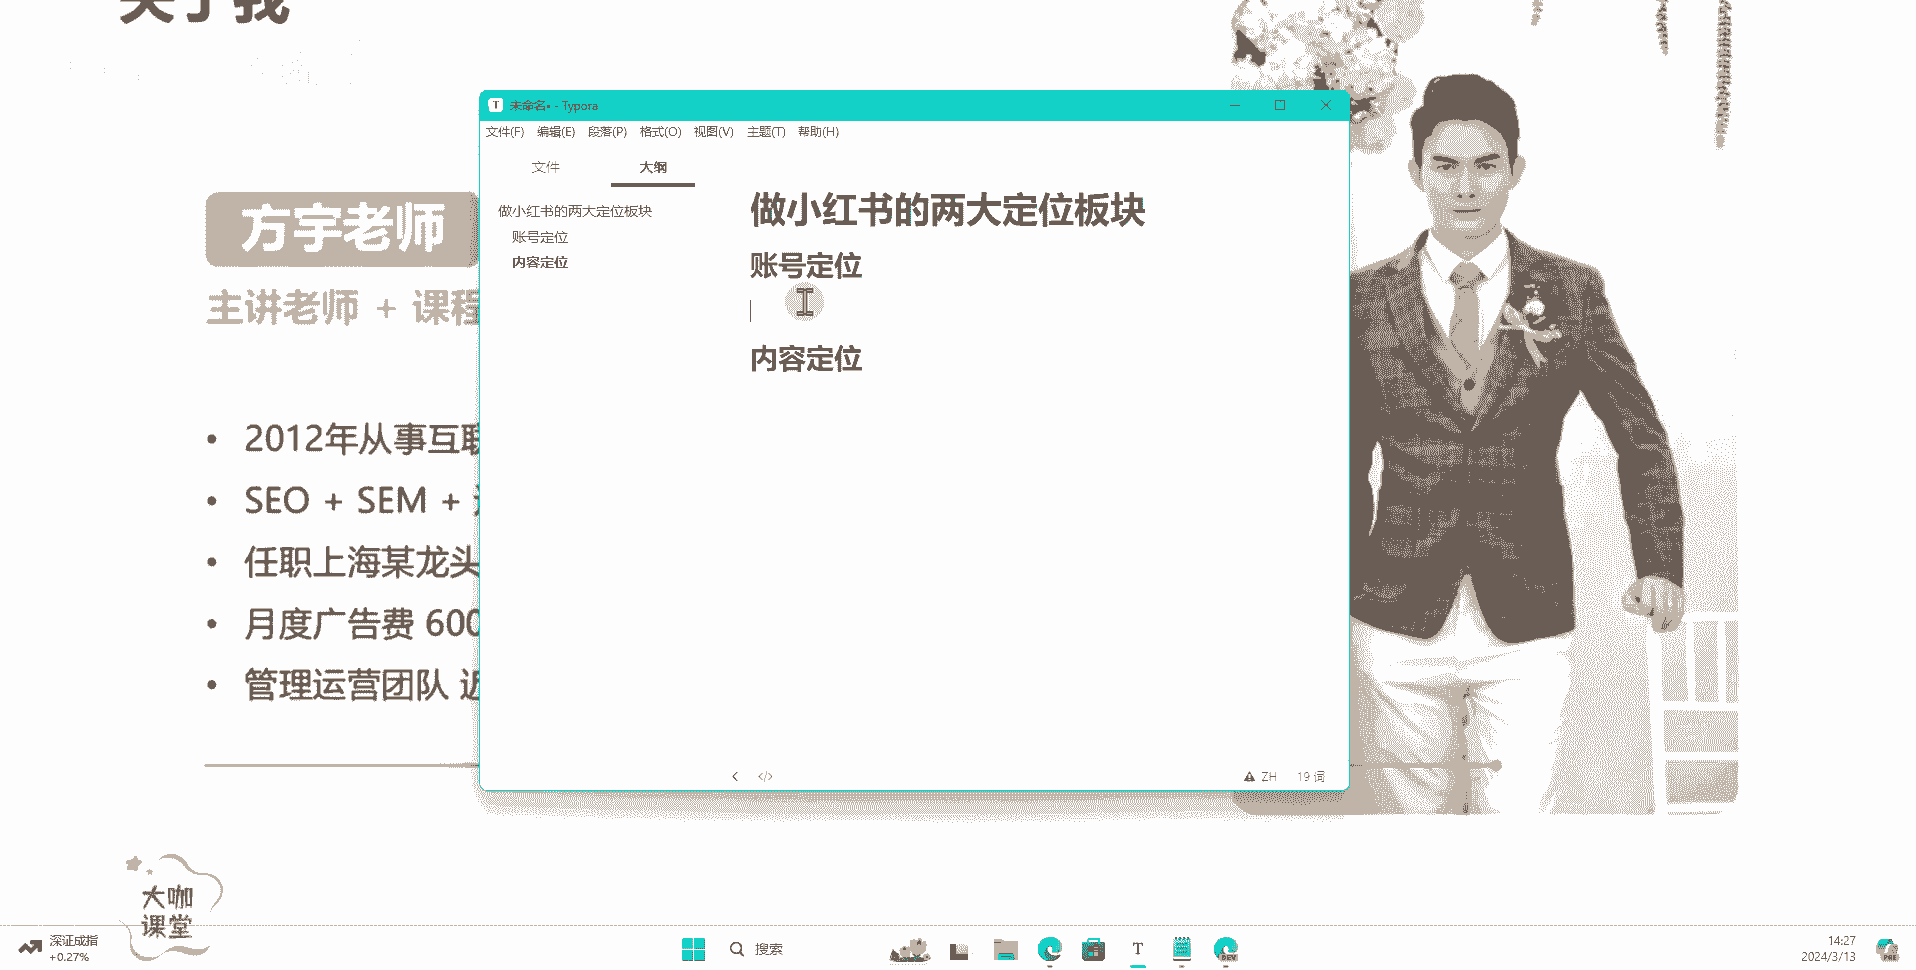 关于我
方宇老师
主讲老师 + 课程
2012年从事互联
SEO + SEM +
任职上海某龙头
月度广告费 600
管理运营团队 近
未命名• - Typora
文件(F) 编辑(E) 段落(P) 格式(O) 视图(V) 主题(T) 帮助(H)
文件 大纲
做小红书的两大定位板块
账号定位
内容定位
做小红书的两大定位板块
账号定位
内容定位
</> ZH 19 词
大咖
课堂
深证成指
+0.27%
搜索
T
DEV
14:27
2024/3/13
PRE